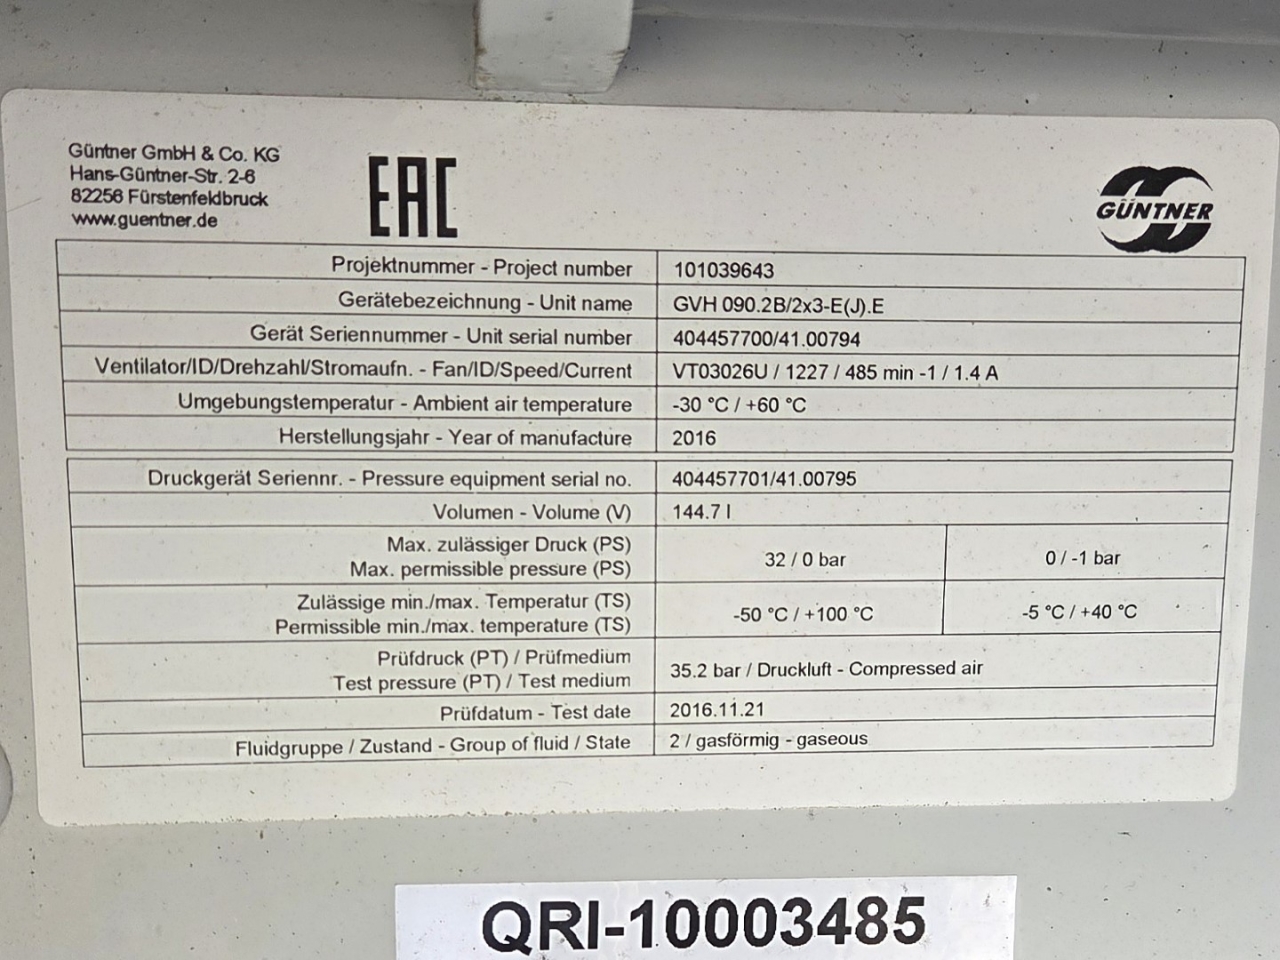 Güntner GmbH & Co. KG
Hans-Güntner-Str. 2-6
82256 Fürstenfeldbruck
www.guentner.de
EAC
GÜNTNER
Projektnummer - Project number 101039643
Gerätebezeichnung - Unit name GVH 090.2B/2x3-E(J).E
Gerät Seriennummer - Unit serial number 404457700/41.00794
Ventilator/ID/Drehzahl/Stromaufn. - Fan/ID/Speed/Current VT03026U / 1227 / 485 min -1 / 1.4 A
Umgebungstemperatur - Ambient air temperature -30 °C / +60 °C
Herstellungsjahr - Year of manufacture 2016
Druckgerät Seriennr. - Pressure equipment serial no. 404457701/41.00795
Volumen - Volume (V) 144.7 l
Max. zulässiger Druck (PS)
Max. permissible pressure (PS) 32 / 0 bar 0 / -1 bar
Zulässige min./max. Temperatur (TS)
Permissible min./max. temperature (TS) -50 °C / +100 °C -5 °C / +40 °C
Prüfdruck (PT) / Prüfmedium
Test pressure (PT) / Test medium 35.2 bar / Druckluft - Compressed air
Prüfdatum - Test date 2016.11.21
Fluidgruppe / Zustand - Group of fluid / State 2 / gasförmig - gaseous
QRI-10003485